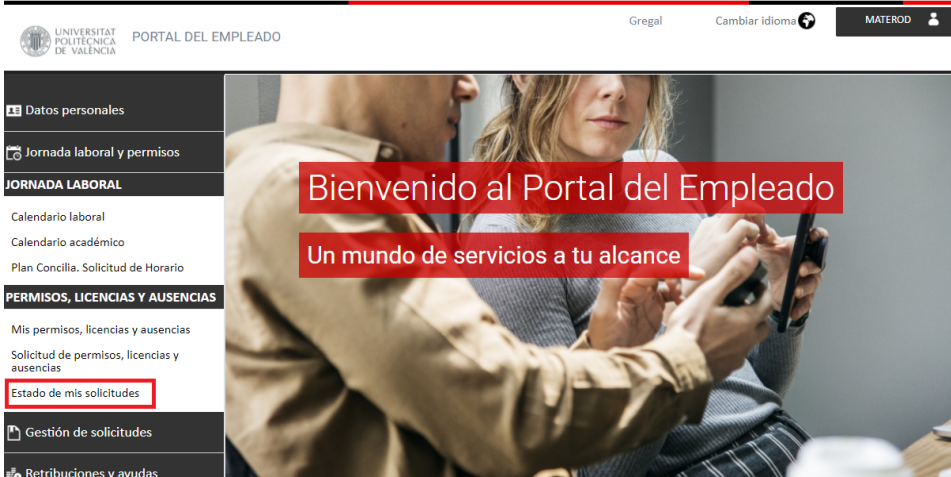 UNIVERSITAT
POLITÈCNICA
DE VALÈNCIA
PORTAL DEL EMPLEADO
Gregal
Cambiar idioma
MATEROD
Datos personales
Jornada laboral y permisos
JORNADA LABORAL
Calendario laboral
Calendario académico
Plan Concilia. Solicitud de Horario
PERMISOS, LICENCIAS Y AUSENCIAS
Mis permisos, licencias y ausencias
Solicitud de permisos, licencias y
ausencias
Estado de mis solicitudes
Gestión de solicitudes
Retribuciones y ayudas
Bienvenido al Portal del Empleado
Un mundo de servicios a tu alcance